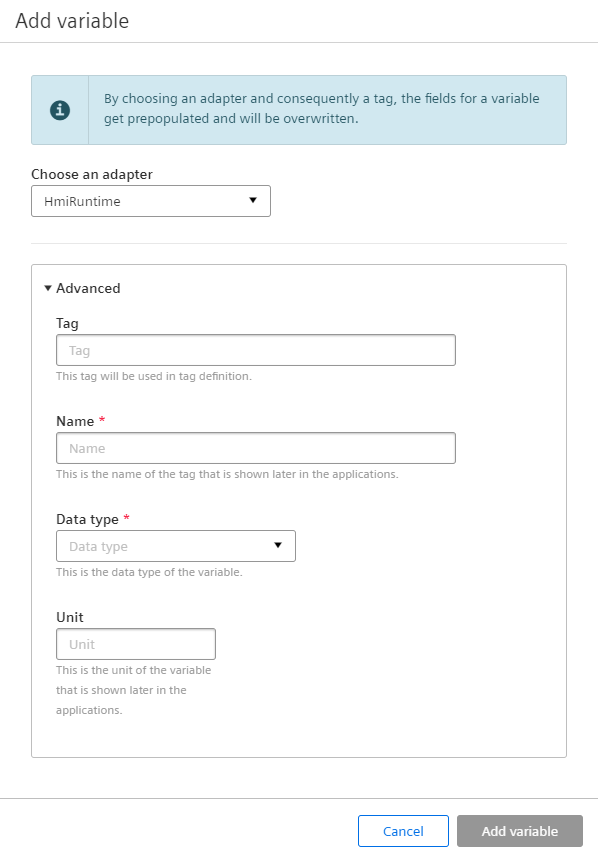 Add variable
By choosing an adapter and consequently a tag, the fields for a variable
get prepopulated and will be overwritten.
Choose an adapter
HmiRuntime
Advanced
Tag
Tag
This tag will be used in tag definition.
Name *
Name
This is the name of the tag that is shown later in the applications.
Data type *
Data type
This is the data type of the variable.
Unit
Unit
This is the unit of the variable
that is shown later in the
applications.
Cancel
Add variable